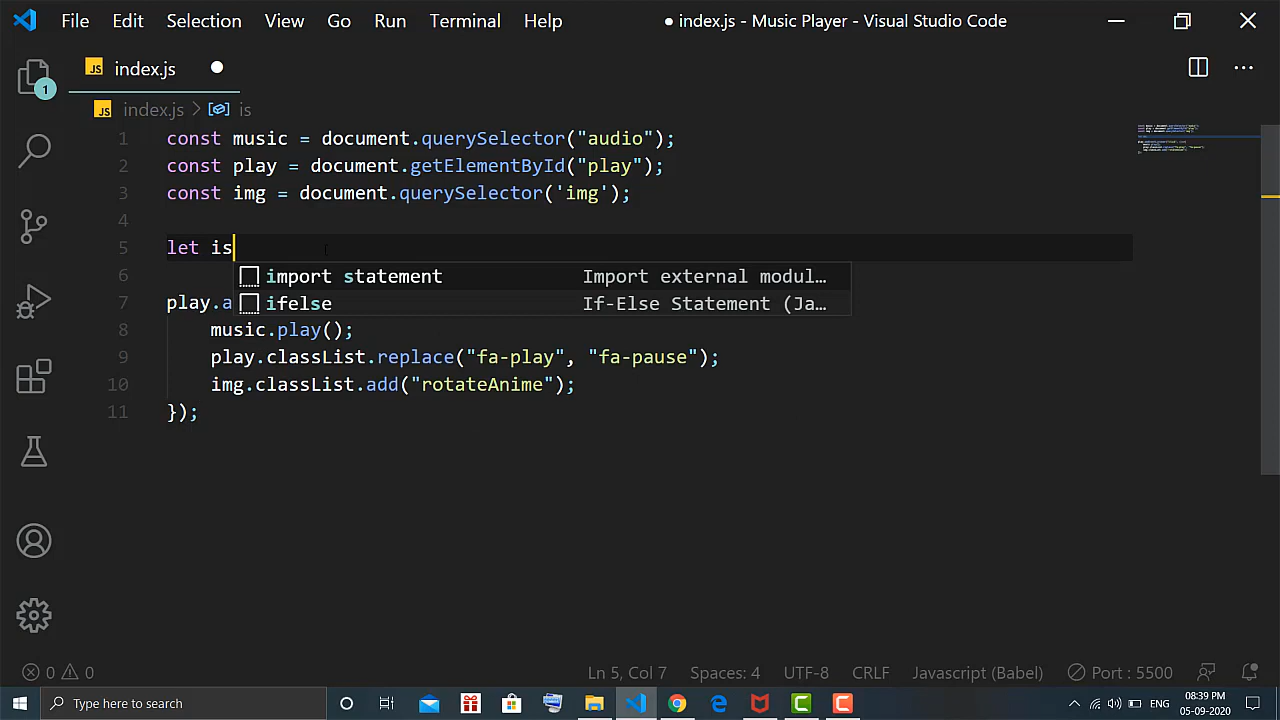 File Edit Selection View Go Run Terminal Help ● index.js - Music Player - Visual Studio Code
JS index.js
1
JS index.js > is
1 const music = document.querySelector("audio");
2 const play = document.getElementById("play");
3 const img = document.querySelector('img');
4
5 let is
import statement Import external modul…
6
ifelse If-Else Statement (Ja…
7 play.a
8 music.play();
9 play.classList.replace("fa-play", "fa-pause");
10 img.classList.add("rotateAnime");
11 });
0 0 Ln 5, Col 7 Spaces: 4 UTF-8 CRLF Javascript (Babel) Port : 5500
Type here to search ENG 08:39 PM
05-09-2020